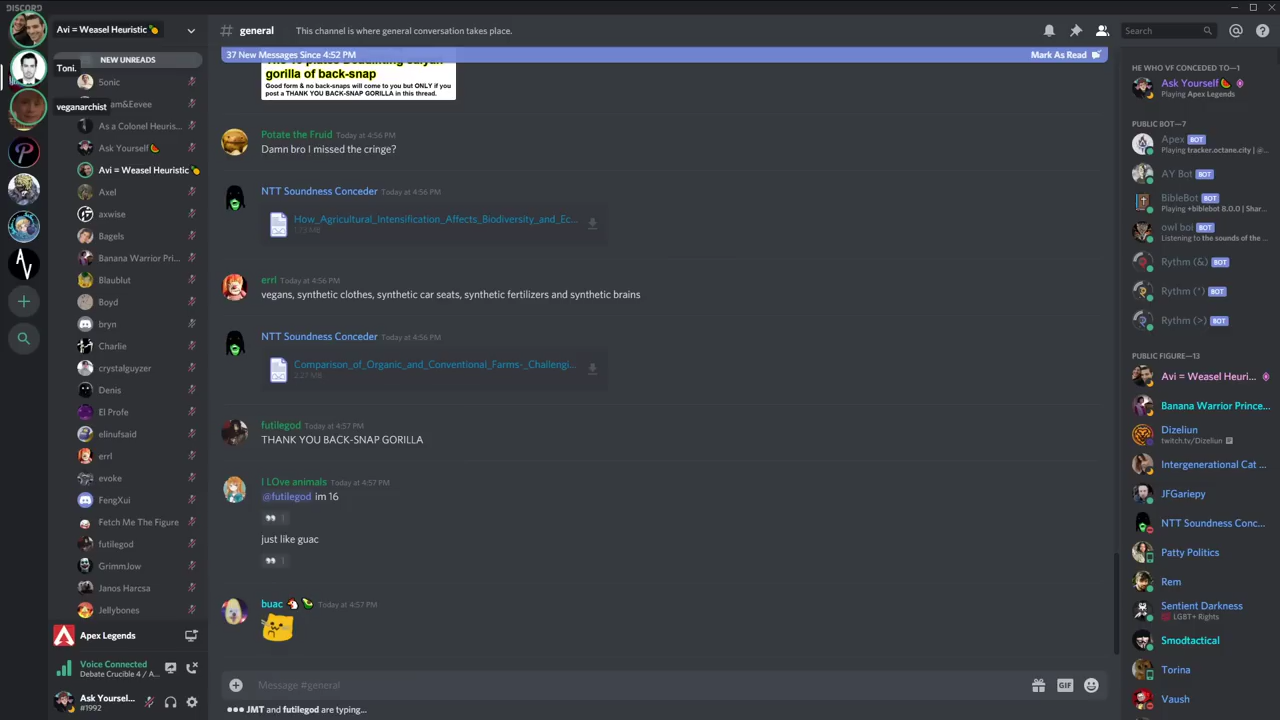 DISCORD
Avi = Weasel Heuristic
# general
This channel is where general conversation takes place.
Search
Toni.
veganarchist
NEW UNREADS
Sonic
am&Eevee
As a Colonel Heuris...
Ask Yourself
Avi = Weasel Heuristic
Axel
axwise
Bagels
Banana Warrior Pri...
Blaublut
Boyd
bryn
Charlie
crystalguyzer
Denis
El Profe
elinufsaid
errl
evoke
FengXui
Fetch Me The Figure
futilegod
GrimmJow
Janos Harcsa
Jellybones
Apex Legends
Voice Connected
Debate Crucible 4 / A...
Ask Yoursel...
#1992
37 New Messages Since 4:52 PM
Mark As Read
gorilla of back-snap
Good form & no back-snaps will come to you but ONLY if you
post a THANK YOU BACK-SNAP GORILLA in this thread.
Potate the Fruid Today at 4:56 PM
Damn bro I missed the cringe?
NTT Soundness Conceder Today at 4:56 PM
How_Agricultural_Intensification_Affects_Biodiversity_and_Ec...
errl Today at 4:56 PM
vegans, synthetic clothes, synthetic car seats, synthetic fertilizers and synthetic brains
NTT Soundness Conceder Today at 4:56 PM
Comparison_of_Organic_and_Conventional_Farms-_Challengi...
2.27 MB
futilegod Today at 4:57 PM
THANK YOU BACK-SNAP GORILLA
I LOve animals Today at 4:57 PM
@futilegod im 16
1
just like guac
1
buac Today at 4:57 PM
Message #general
GIF
JMT and futilegod are typing...
HE WHO VF CONCEDED TO—1
Ask Yourself
Playing Apex Legends
PUBLIC BOT—7
Apex BOT
Playing tracker.octane.city | @...
AY Bot BOT
BibleBot BOT
Playing +biblebot 8.0.0 | Shar...
owl boi BOT
Listening to the sounds of the ...
Rythm (&) BOT
Rythm (*) BOT
Rythm (>) BOT
PUBLIC FIGURE—13
Avi = Weasel Heuri...
Banana Warrior Prince...
Dizeliun
twitch.tv/Dizeliun
Intergenerational Cat ...
JFGariepy
NTT Soundness Conc...
Patty Politics
Rem
Sentient Darkness
LGBT+ Rights
Smodtactical
Torina
Vaush